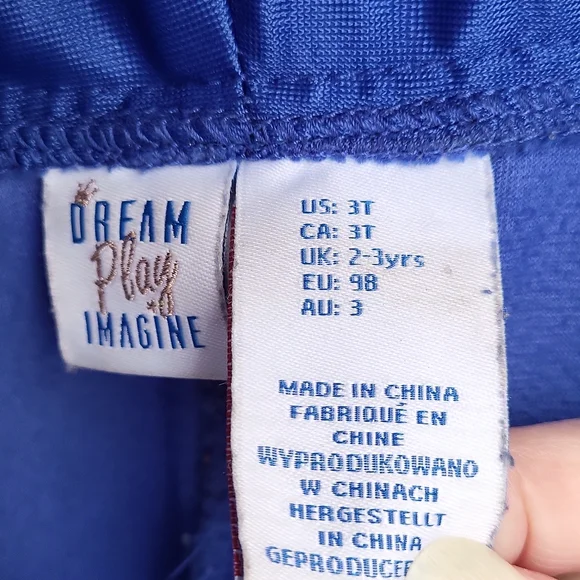 DREAM
Play
IMAGINE
US: 3T
CA: 3T
UK: 2-3yrs
EU: 98
AU: 3
MADE IN CHINA
FABRIQUÉ EN
CHINE
WYPRODUKOWANO
W CHINACH
HERGESTELLT
IN CHINA